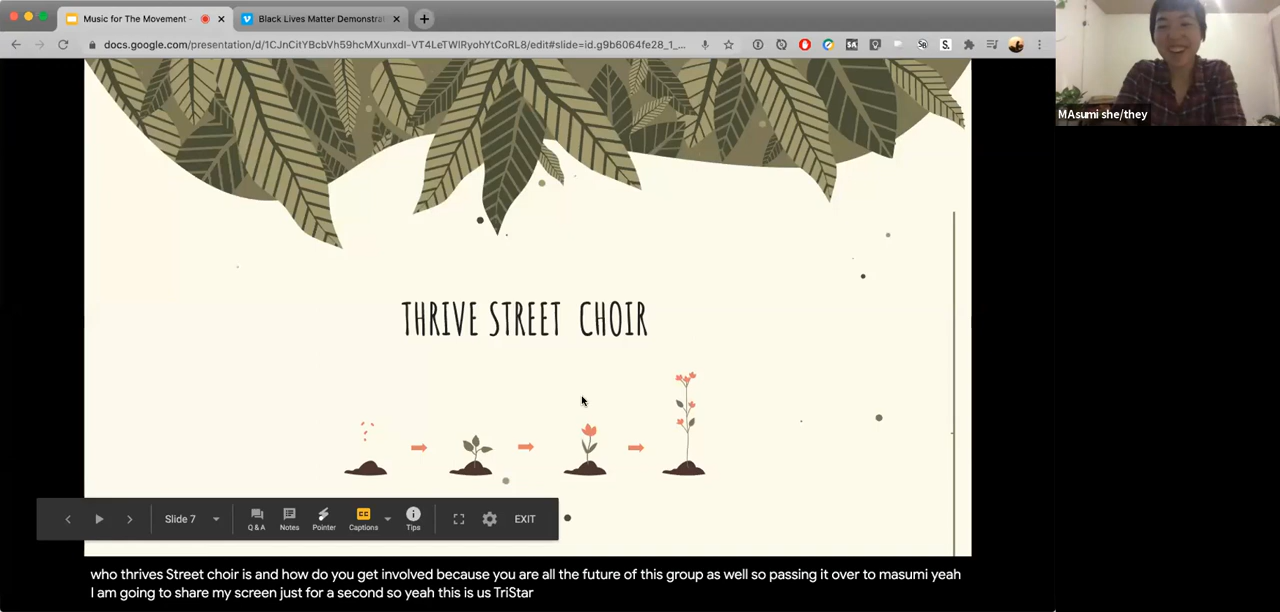 Music for The Movement -
Black Lives Matter Demonstrat
docs.google.com/presentation/d/1CJnCitYBcbVh59hcMXunxdI-VT4LeTWlRyohYtCoRL8/edit#slide=id.g9b6064fe28_1_...
MAsumi she/they
THRIVE STREET CHOIR
Slide 7
Q & A
Notes
Pointer
CC
Captions
Tips
EXIT
who thrives Street choir is and how do you get involved because you are all the future of this group as well so passing it over to masumi yeah
I am going to share my screen just for a second so yeah this is us TriStar